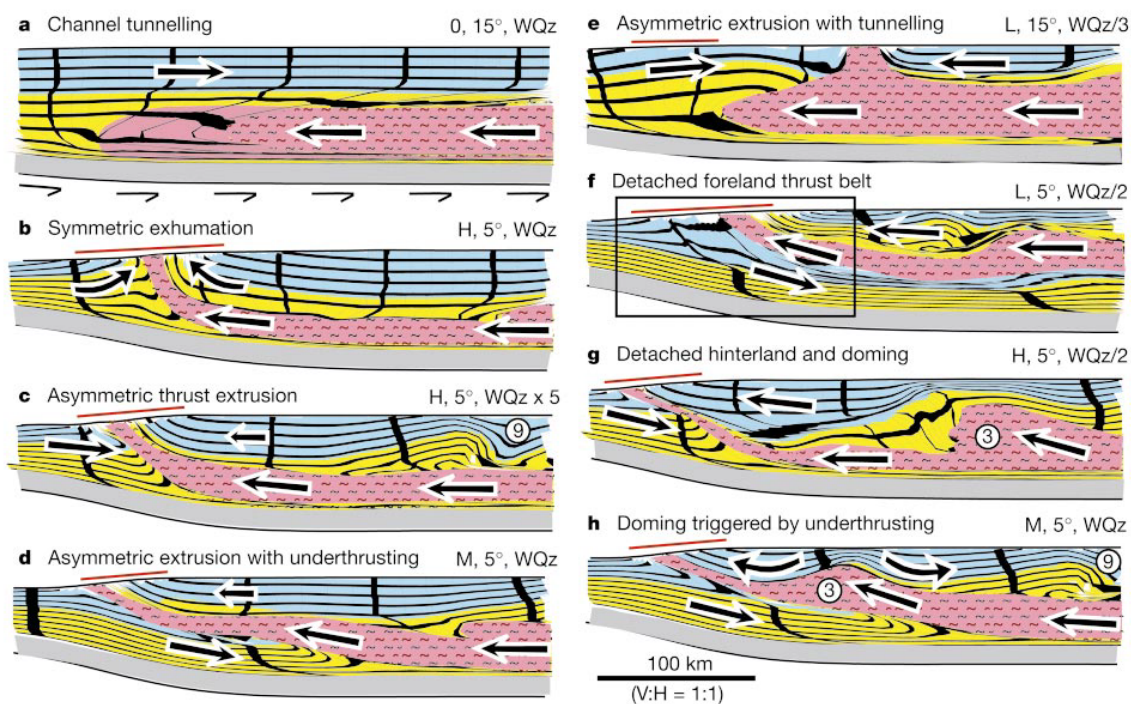 a Channel tunnelling 0, 15°, WQz
b Symmetric exhumation H, 5°, WQz
c Asymmetric thrust extrusion H, 5°, WQz x 5
9
d Asymmetric extrusion with underthrusting M, 5°, WQz
e Asymmetric extrusion with tunnelling L, 15°, WQz/3
f Detached foreland thrust belt L, 5°, WQz/2
g Detached hinterland and doming H, 5°, WQz/2
3
h Doming triggered by underthrusting M, 5°, WQz
9
3
100 km
(V:H = 1:1)